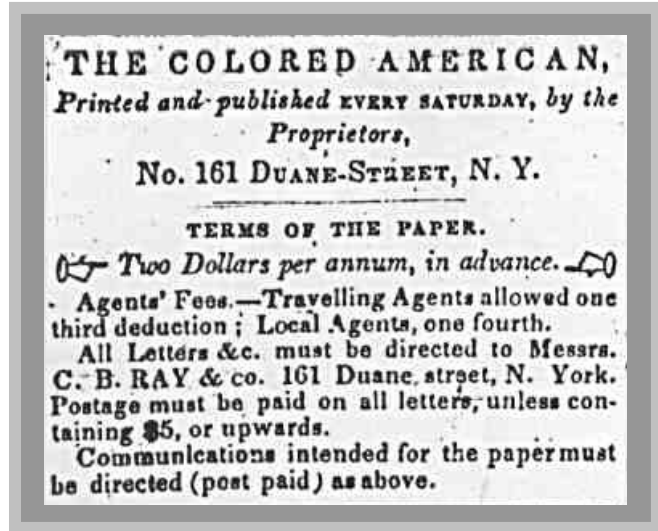 THE COLORED AMERICAN,
Printed and published EVERY SATURDAY, by the
Proprietors,
No. 161 DUANE-STREET, N. Y.
TERMS OF THE PAPER.
Two Dollars per annum, in advance.
Agents' Fees.—Travelling Agents allowed one
third deduction; Local Agents, one fourth.
All Letters &c. must be directed to Messrs.
C. B. RAY & co. 161 Duane street, N. York.
Postage must be paid on all letters, unless con-
taining $5, or upwards.
Communications intended for the paper must
be directed (post paid) as above.